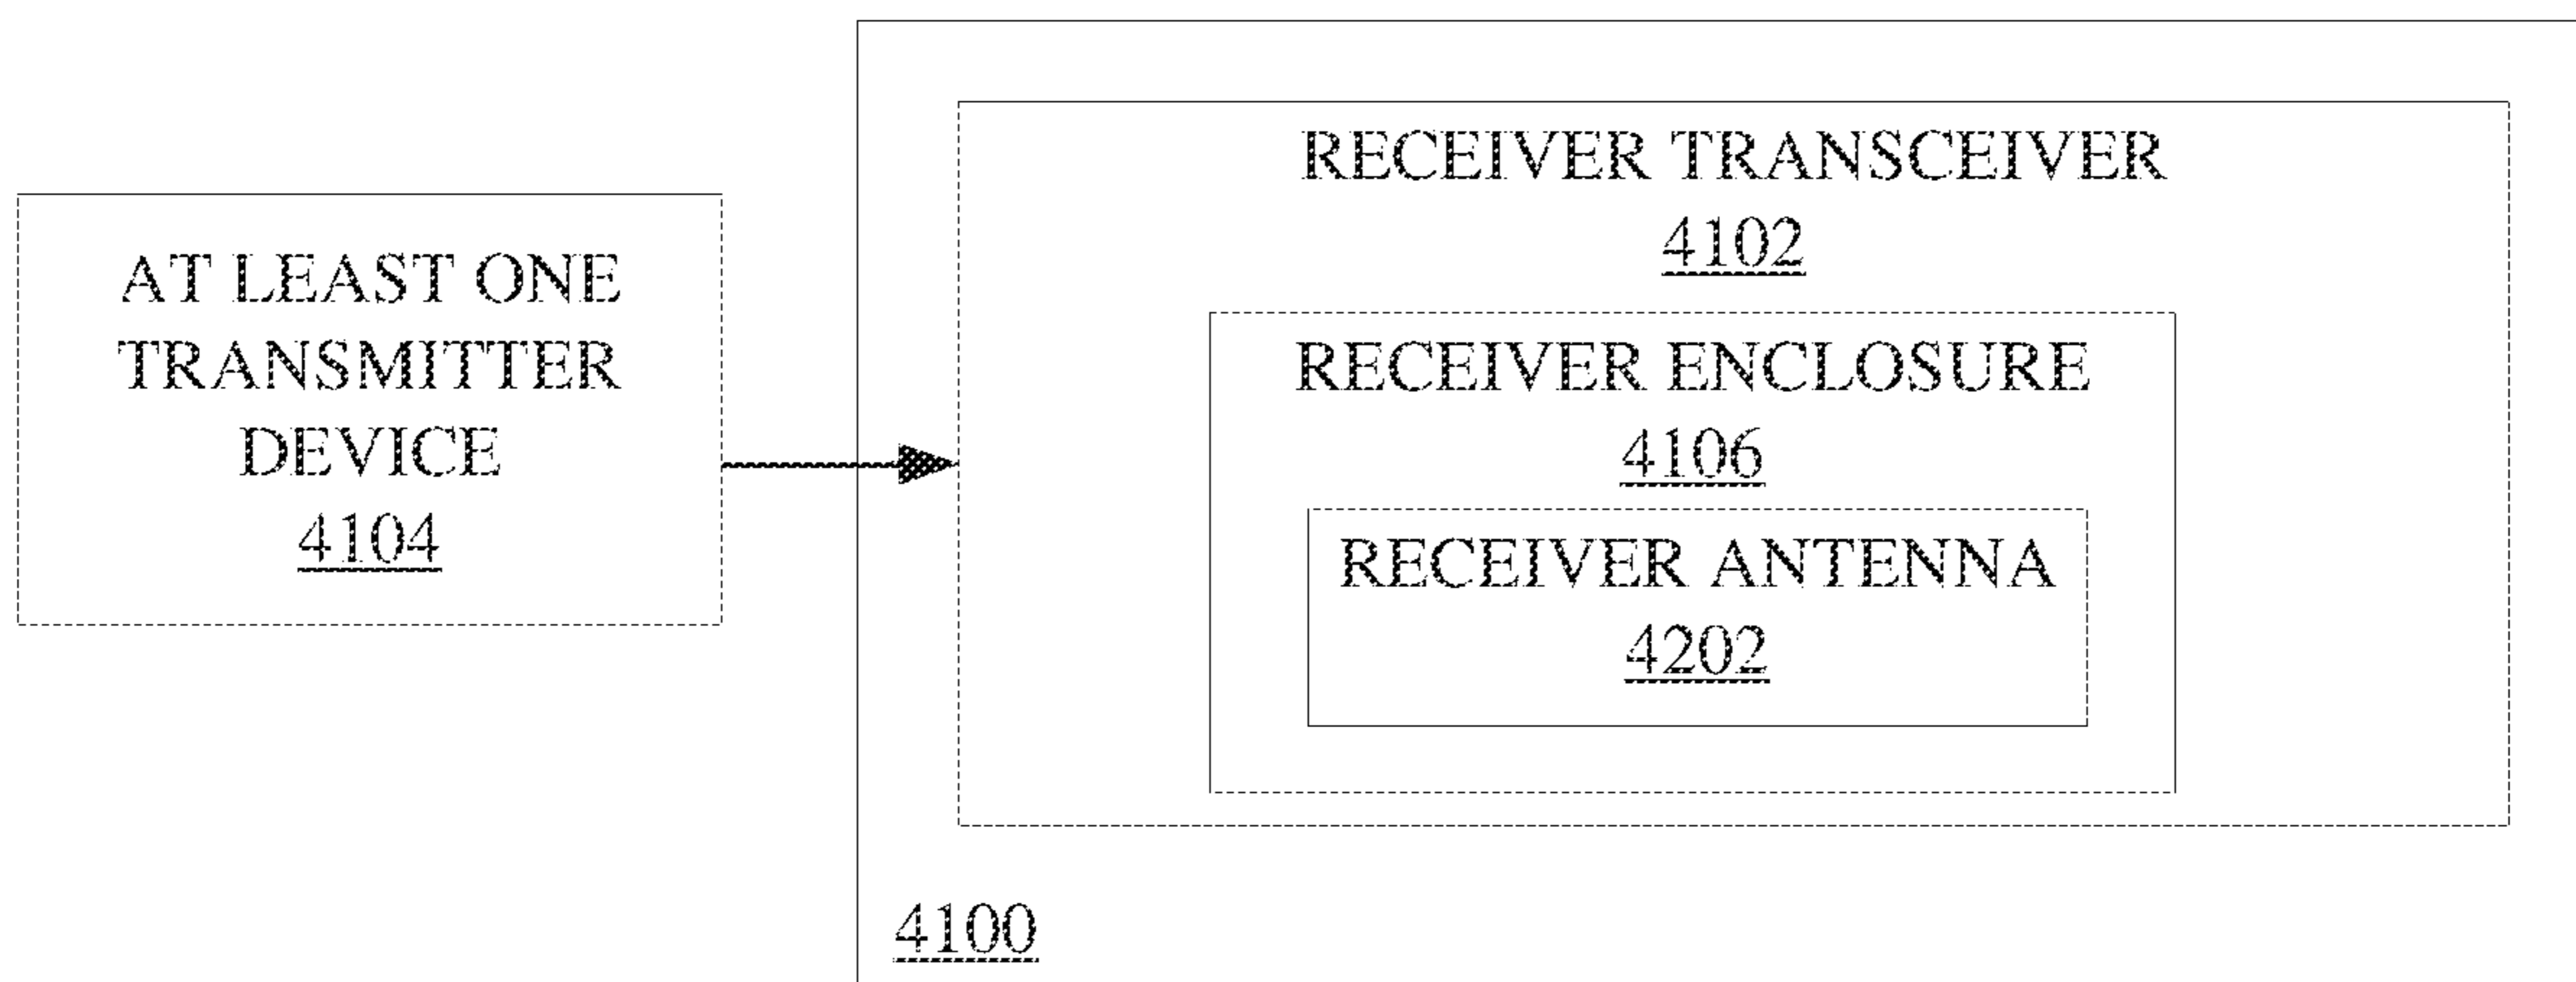 AT LEAST ONE
TRANSMITTER
DEVICE
4104
RECEIVER TRANSCEIVER
4102
RECEIVER ENCLOSURE
4106
RECEIVER ANTENNA
4202
4100